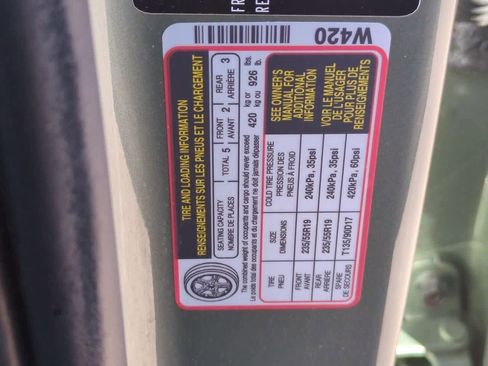 W420
TIRE AND LOADING INFORMATION
RENSEIGNEMENTS SUR LES PNEUS ET LE CHARGEMENT
SEATING CAPACITY TOTAL 5 FRONT 2 REAR 3
NOMBRE DE PLACES AVANT ARRIÈRE
The combined weight of occupants and cargo should never exceed 420 kg or 926 lbs.
Le poids total des occupants et du chargement ne doit jamais dépasser kg ou lb.
TIRE SIZE COLD TIRE PRESSURE
PNEU DIMENSIONS PRESSION DES PNEUS À FROID
FRONT 235/55R19 240kPa, 35psi
AVANT
REAR 235/55R19 240kPa, 35psi
ARRIÈRE
SPARE T135/90D17 420kPa, 60psi
DE SECOURS
SEE OWNER'S
MANUAL FOR
ADDITIONAL
INFORMATION
VOIR LE MANUEL
DE L'USAGER
POUR PLUS DE
RENSEIGNEMENTS